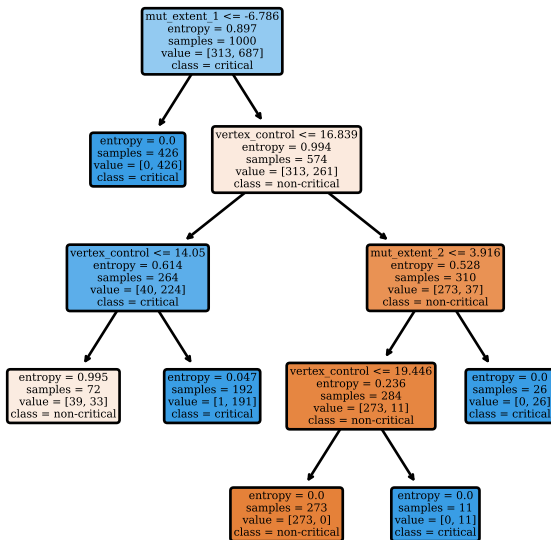 mut_extent_1 <= -6.786
entropy = 0.897
samples = 1000
value = [313, 687]
class = critical
entropy = 0.0
samples = 426
value = [0, 426]
class = critical
vertex_control <= 16.839
entropy = 0.994
samples = 574
value = [313, 261]
class = non-critical
vertex_control <= 14.05
entropy = 0.614
samples = 264
value = [40, 224]
class = critical
mut_extent_2 <= 3.916
entropy = 0.528
samples = 310
value = [273, 37]
class = non-critical
entropy = 0.995
samples = 72
value = [39, 33]
class = non-critical
entropy = 0.047
samples = 192
value = [1, 191]
class = critical
vertex_control <= 19.446
entropy = 0.236
samples = 284
value = [273, 11]
class = non-critical
entropy = 0.0
samples = 26
value = [0, 26]
class = critical
entropy = 0.0
samples = 273
value = [273, 0]
class = non-critical
entropy = 0.0
samples = 11
value = [0, 11]
class = critical